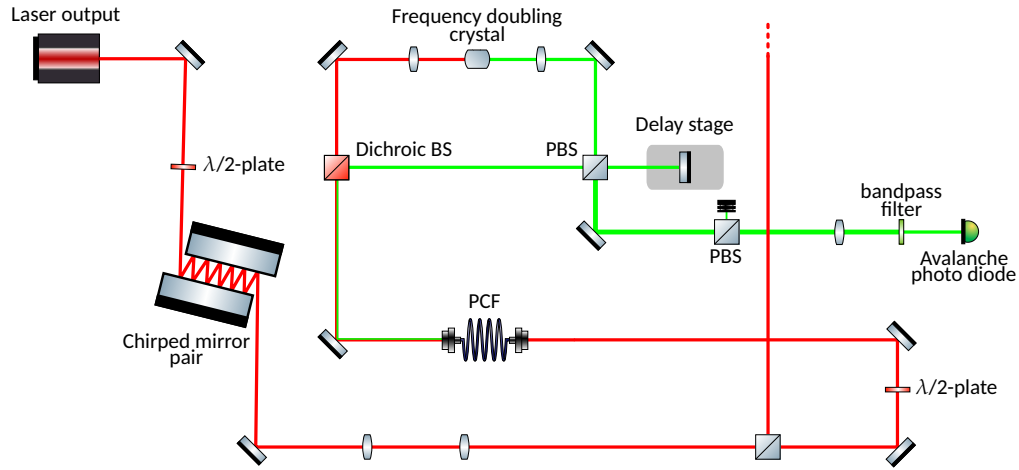 Laser output
Frequency doubling
crystal
Delay stage
Dichroic BS
PBS
λ/2-plate
bandpass
filter
PBS
Avalanche
photo diode
PCF
Chirped mirror
pair
λ/2-plate